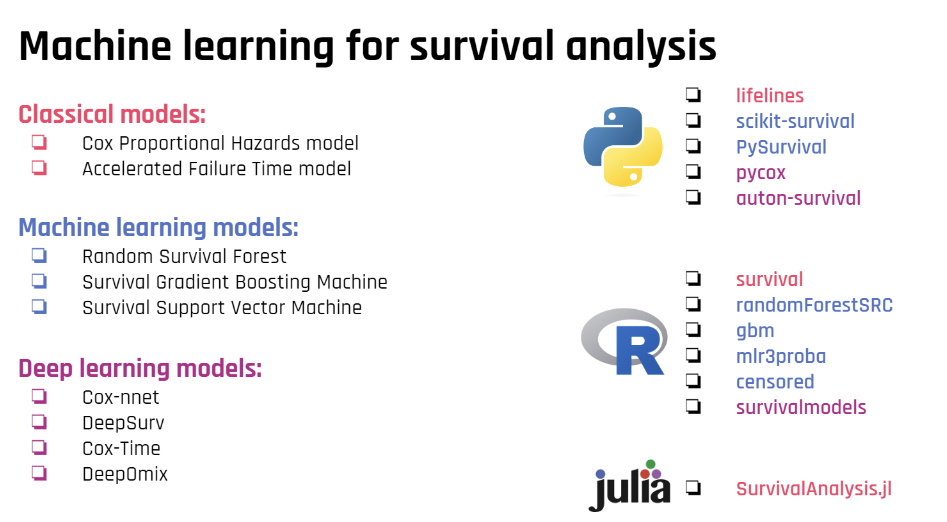 Machine learning for survival analysis
Classical models:
Cox Proportional Hazards model
Accelerated Failure Time model
Machine learning models:
Random Survival Forest
Survival Gradient Boosting Machine
Survival Support Vector Machine
Deep learning models:
Cox-nnet
DeepSurv
Cox-Time
DeepOmix
lifelines
scikit-survival
PySurvival
pycox
auton-survival
R
survival
randomForestSRC
gbm
mlr3proba
censored
survivalmodels
julia
SurvivalAnalysis.jl